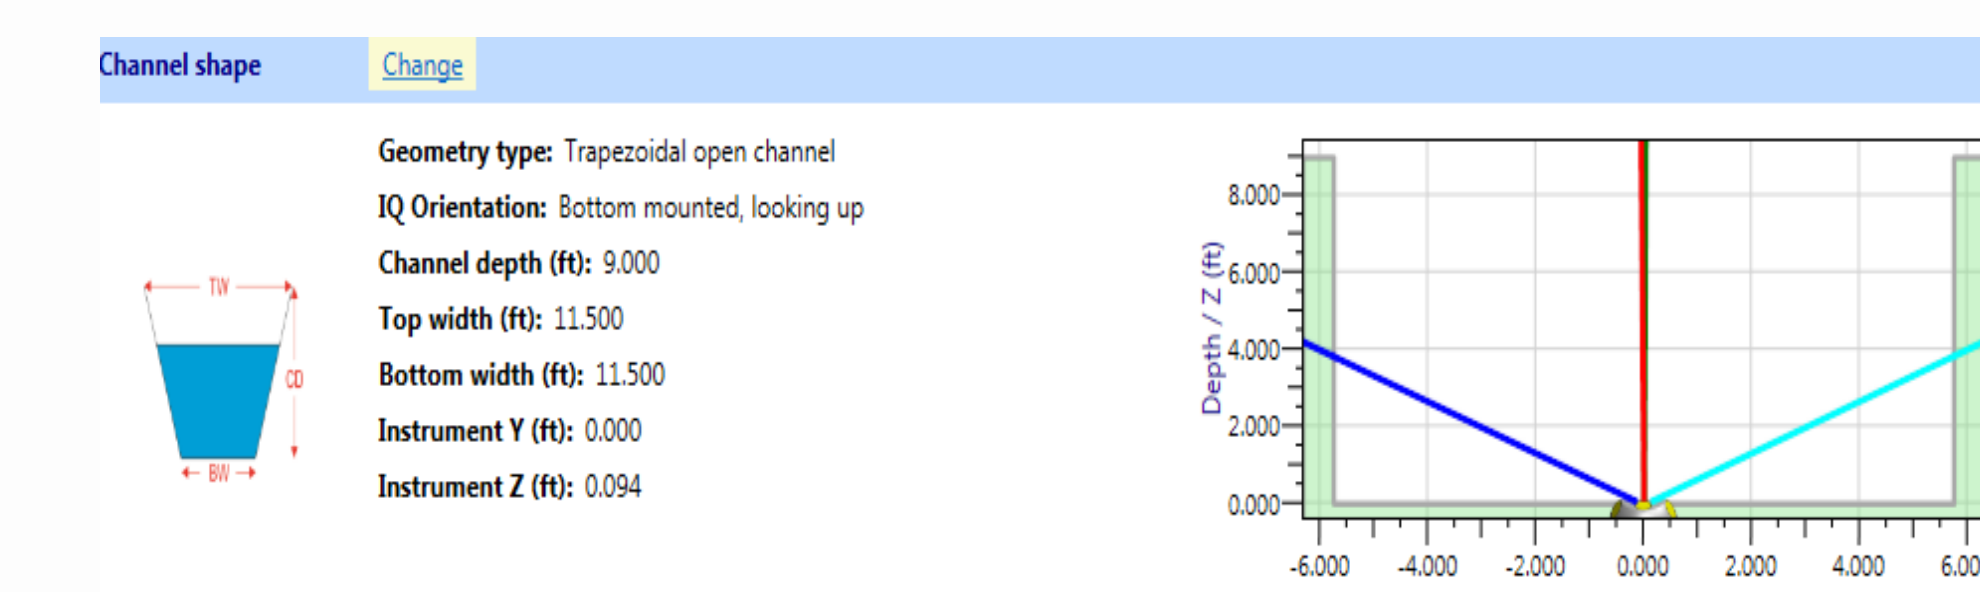 Channel shape Change
Geometry type: Trapezoidal open channel
IQ Orientation: Bottom mounted, looking up
Channel depth (ft): 9.000
Top width (ft): 11.500
Bottom width (ft): 11.500
Instrument Y (ft): 0.000
Instrument Z (ft): 0.094
TW
CD
BW
Depth / Z (ft)
8.000
6.000
4.000
2.000
0.000
-6.000 -4.000 -2.000 0.000 2.000 4.000 6.00